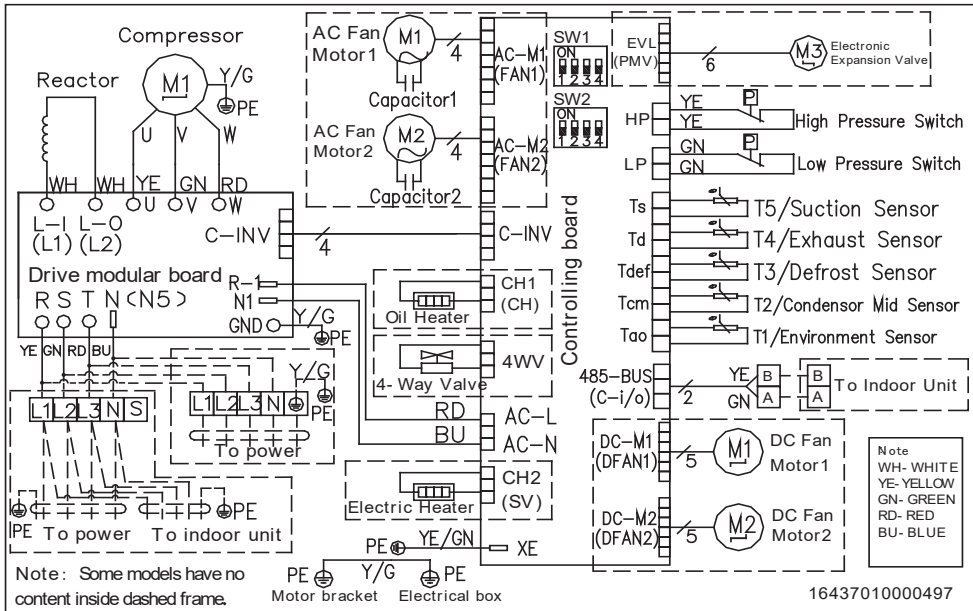 Compressor
M1
Y/G
PE
Reactor
U
V
W
WH
WH
YE
GN
RD
U
V
W
L-I
(L1)
L-O
(L2)
C-INV
4
Drive modular board
R S T N (N5)
R-1
N1
GND
Y/G
PE
YE
GN
RD
BU
L1 L2 L3 N S
PE
To power
To indoor unit
PE
L1 L2 L3 N
Y/G
PE
To power
Note: Some models have no
content inside dashed frame.
AC Fan
Motor1
M1
4
Capacitor1
AC-M1
(FAN1)
AC Fan
Motor2
M2
4
Capacitor2
AC-M2
(FAN2)
C-INV
Oil Heater
CH1
(CH)
4-Way Valve
4WV
RD
AC-L
BU
AC-N
Electric Heater
CH2
(SV)
PE
YE/GN
XE
PE
Y/G
PE
Motor bracket
Electrical box
SW1
ON
1 2 3 4
SW2
ON
1 2 3 4
Controlling board
EVL
(PMV)
6
M3
Electronic
Expansion Valve
HP
YE
YE
P
High Pressure Switch
LP
GN
GN
P
Low Pressure Switch
Ts
T5/Suction Sensor
Td
T4/Exhaust Sensor
Tdef
T3/Defrost Sensor
Tcm
T2/Condensor Mid Sensor
Tao
T1/Environment Sensor
485-BUS
(C-i/o)
2
YE
GN
B
A
B
A
To Indoor Unit
DC-M1
(DFAN1)
5
M1
DC Fan
Motor1
DC-M2
(DFAN2)
5
M2
DC Fan
Motor2
Note
WH- WHITE
YE-YELLOW
GN- GREEN
RD- RED
BU- BLUE
16437010000497